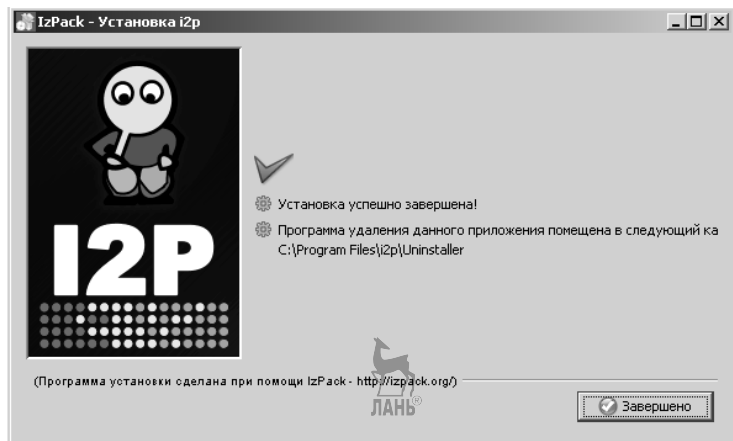 IzPack - Установка i2p
I2P
Установка успешно завершена!
Программа удаления данного приложения помещена в следующий ка
C:\Program Files\i2p\Uninstaller
(Программа установки сделана при помощи IzPack - http://izpack.org/)
ЛАНЬ®
Завершено